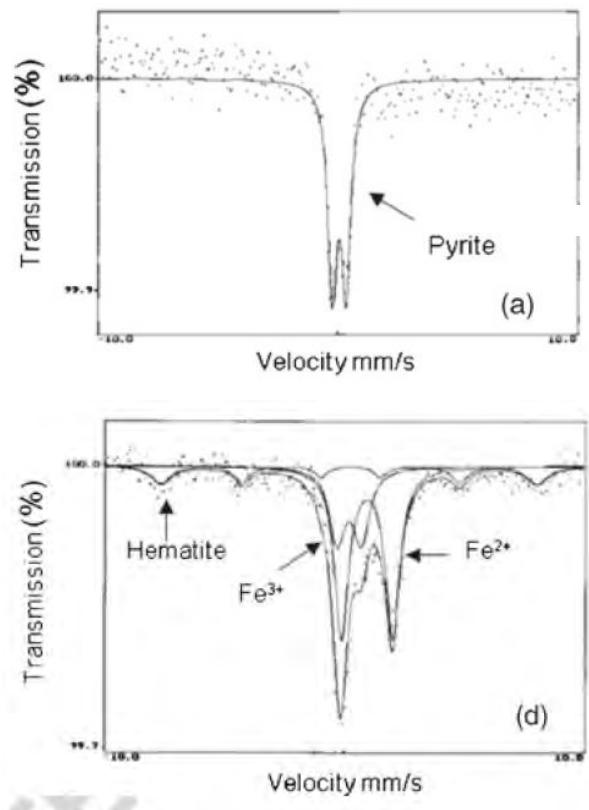 Transmission (%)
100.0
99.9
Pyrite
(a)
-10.0
10.0
Velocity mm/s
Transmission (%)
100.0
99.7
Hematite
Fe³⁺
Fe²⁺
(d)
10.0
10.0
Velocity mm/s